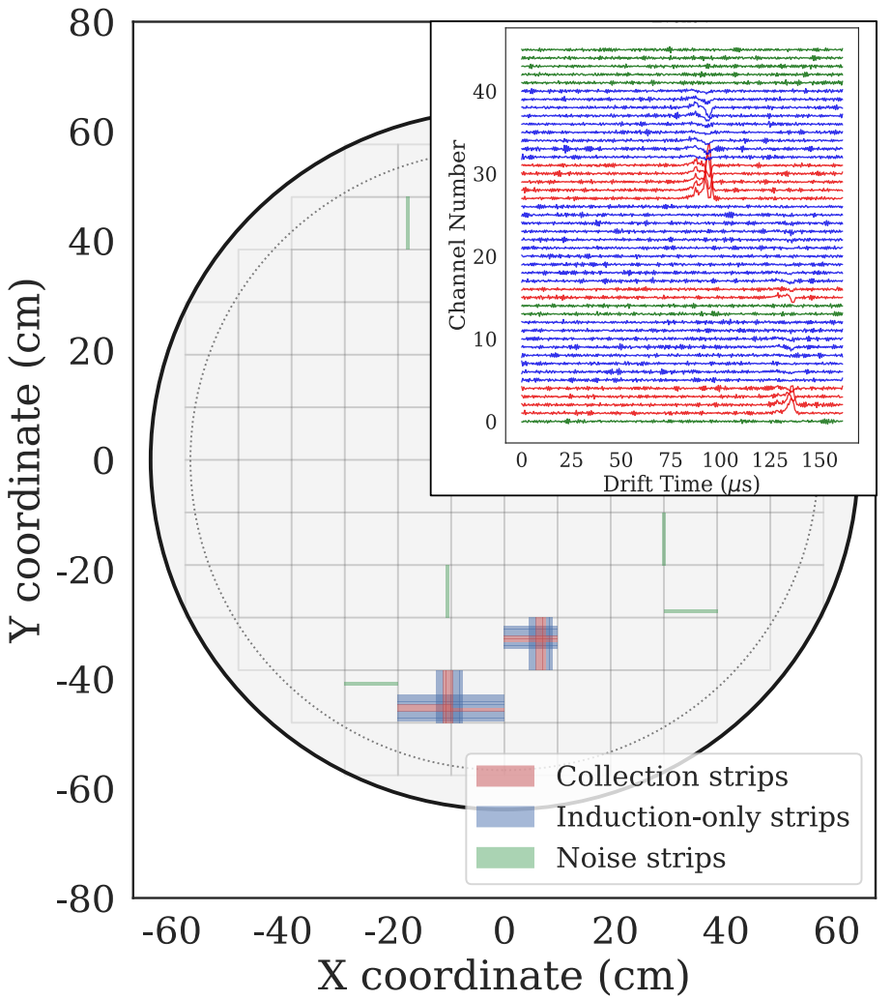 80
60
40
20
0
-20
-40
-60
-80
Y coordinate (cm)
-60 -40 -20 0 20 40 60
X coordinate (cm)
40
30
20
10
0
Channel Number
0 25 50 75 100 125 150
Drift Time (μs)
Collection strips
Induction-only strips
Noise strips